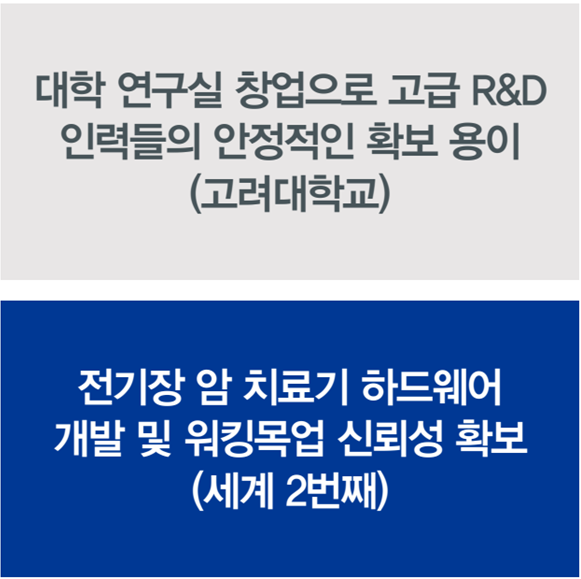 대학 연구실 창업으로 고급 R&D
인력들의 안정적인 확보 용이
(고려대학교)
전기장 암 치료기 하드웨어
개발 및 워킹목업 신뢰성 확보
(세계 2번째)